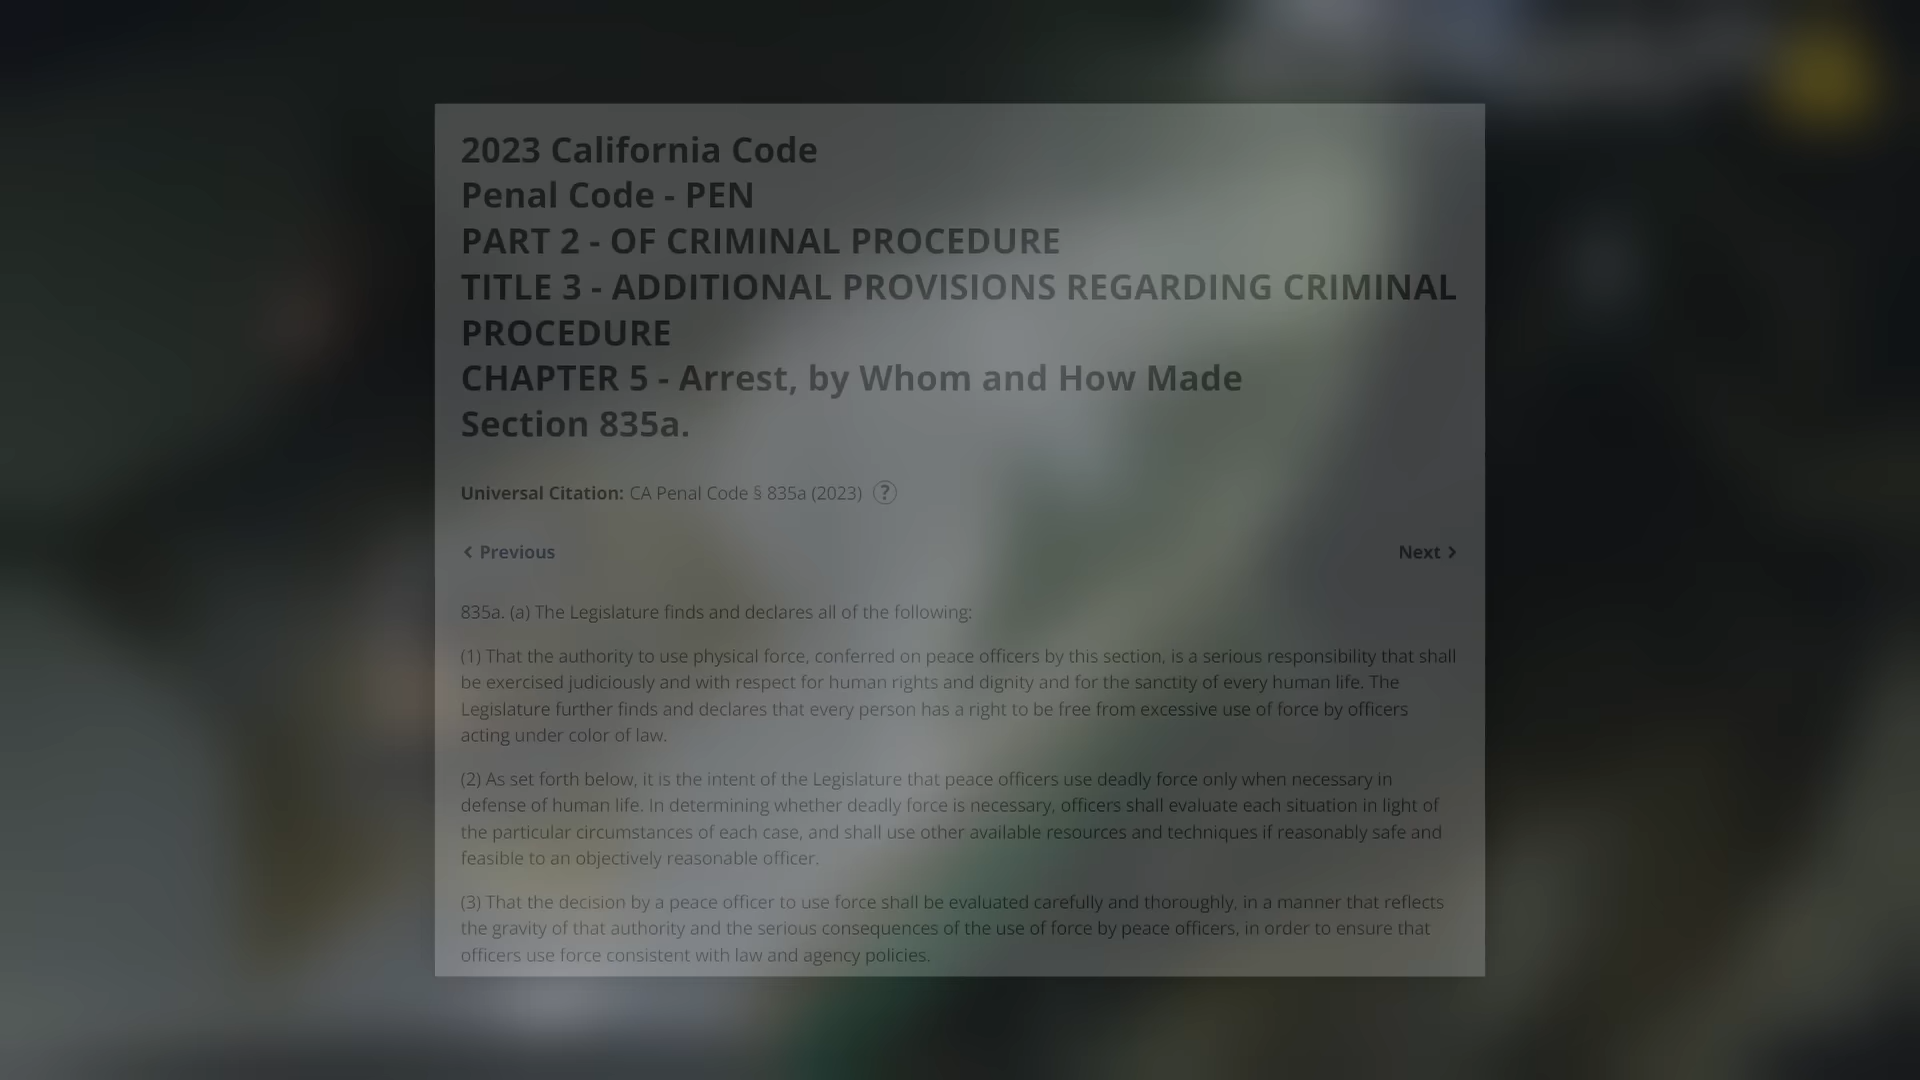 2023 California Code
Penal Code - PEN
PART 2 - OF CRIMINAL PROCEDURE
TITLE 3 - ADDITIONAL PROVISIONS REGARDING CRIMINAL
PROCEDURE
CHAPTER 5 - Arrest, by Whom and How Made
Section 835a.
Universal Citation: CA Penal Code § 835a (2023) ?
Previous
Next
835a. (a) The Legislature finds and declares all of the following:
(1) That the authority to use physical force, conferred on peace officers by this section, is a serious responsibility that shall
be exercised judiciously and with respect for human rights and dignity and for the sanctity of every human life. The
Legislature further finds and declares that every person has a right to be free from excessive use of force by officers
acting under color of law.
(2) As set forth below, it is the intent of the Legislature that peace officers use deadly force only when necessary in
defense of human life. In determining whether deadly force is necessary, officers shall evaluate each situation in light of
the particular circumstances of each case, and shall use other available resources and techniques if reasonably safe and
feasible to an objectively reasonable officer.
(3) That the decision by a peace officer to use force shall be evaluated carefully and thoroughly, in a manner that reflects
the gravity of that authority and the serious consequences of the use of force by peace officers, in order to ensure that
officers use force consistent with law and agency policies.